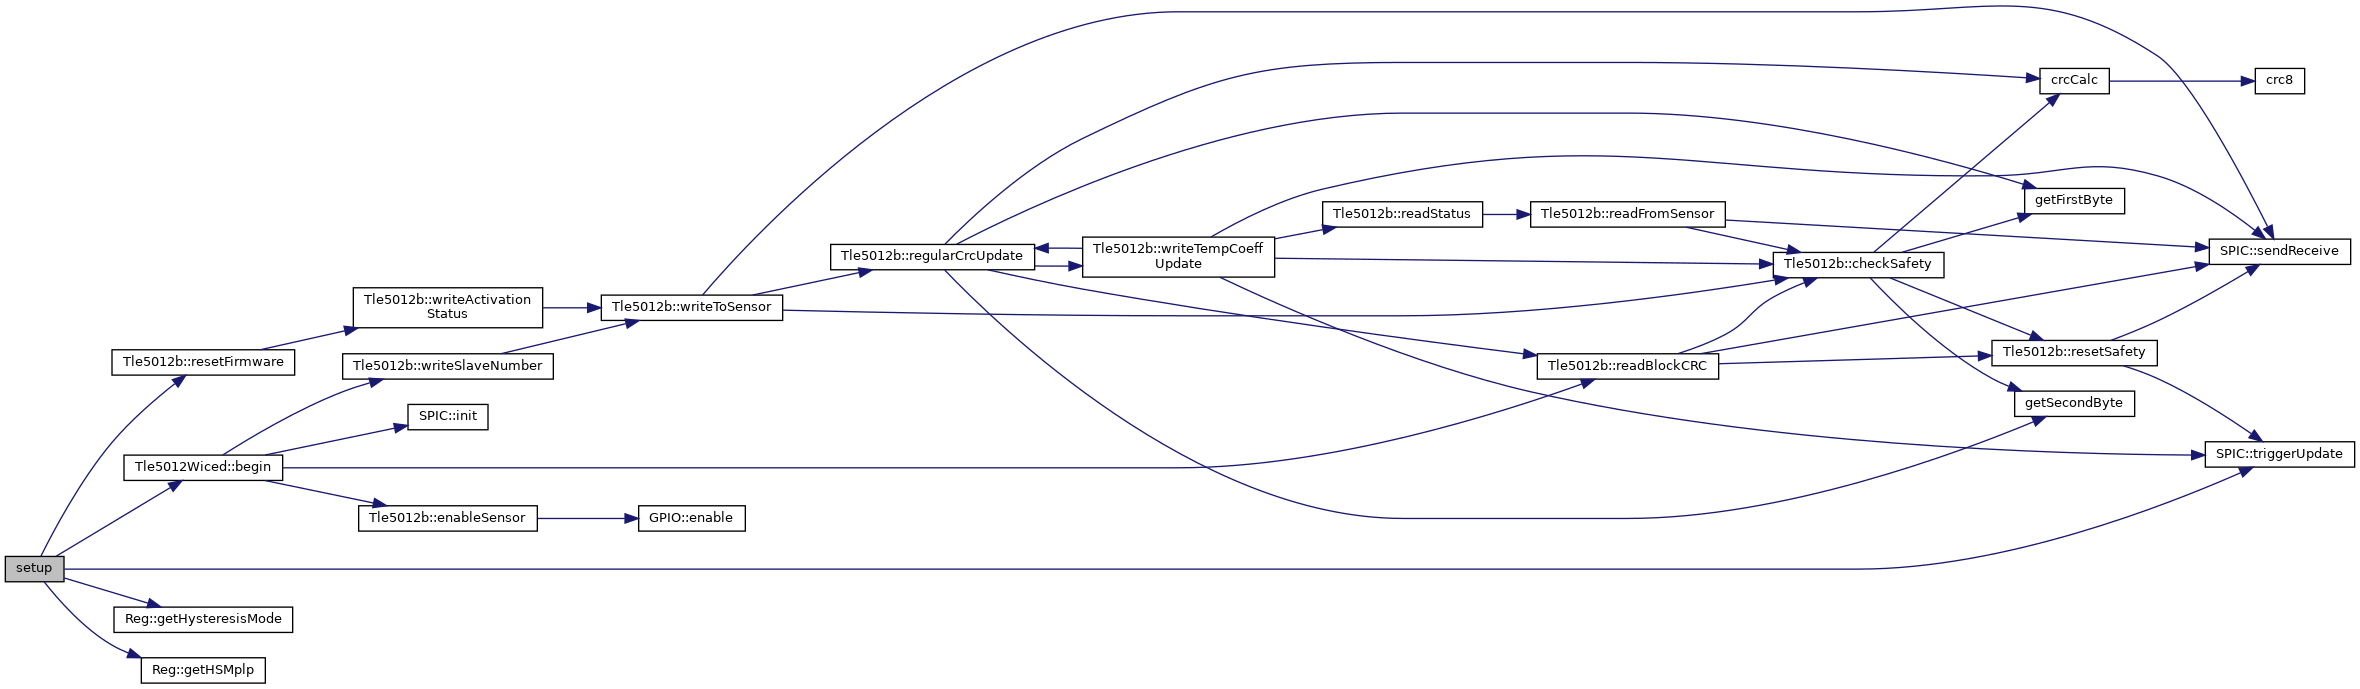 setup
Tle5012b::resetFirmware
Tle5012Wiced::begin
Reg::getHysteresisMode
Reg::getHSMplp
Tle5012b::writeActivation
Status
Tle5012b::writeSlaveNumber
SPIC::init
Tle5012b::enableSensor
Tle5012b::writeToSensor
GPIO::enable
Tle5012b::regularCrcUpdate
Tle5012b::writeTempCoeff
Update
Tle5012b::readStatus
Tle5012b::readFromSensor
Tle5012b::readBlockCRC
Tle5012b::checkSafety
crcCalc
getFirstByte
Tle5012b::resetSafety
getSecondByte
crc8
SPIC::sendReceive
SPIC::triggerUpdate